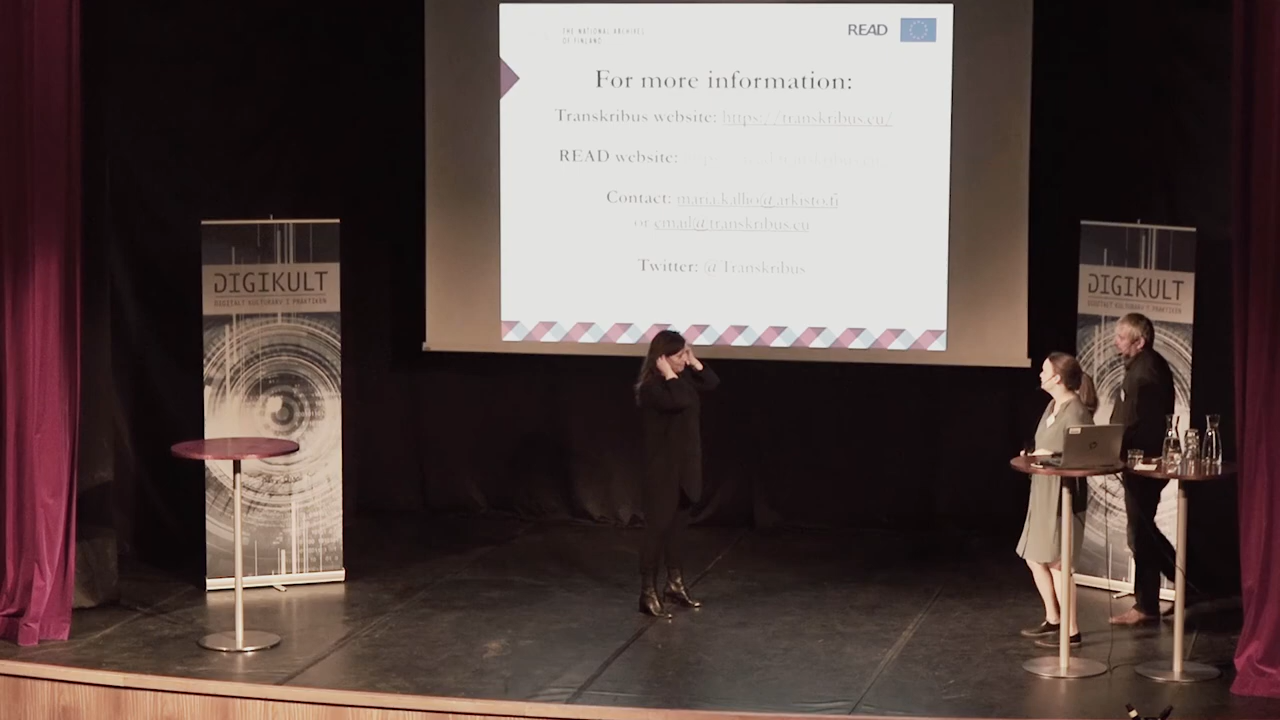 THE NATIONAL ARCHIVES
OF FINLAND
READ
For more information:
Transkribus website: https://transkribus.eu/
READ website:
Contact: maria.kallio@arkisto.fi
or email@transkribus.eu
Twitter: @Transkribus
DIGIKULT
DIGITALT KULTURARV I PRAKTIKEN
DIGIKULT
DIGITALT KULTURARV I PRAKTIKEN